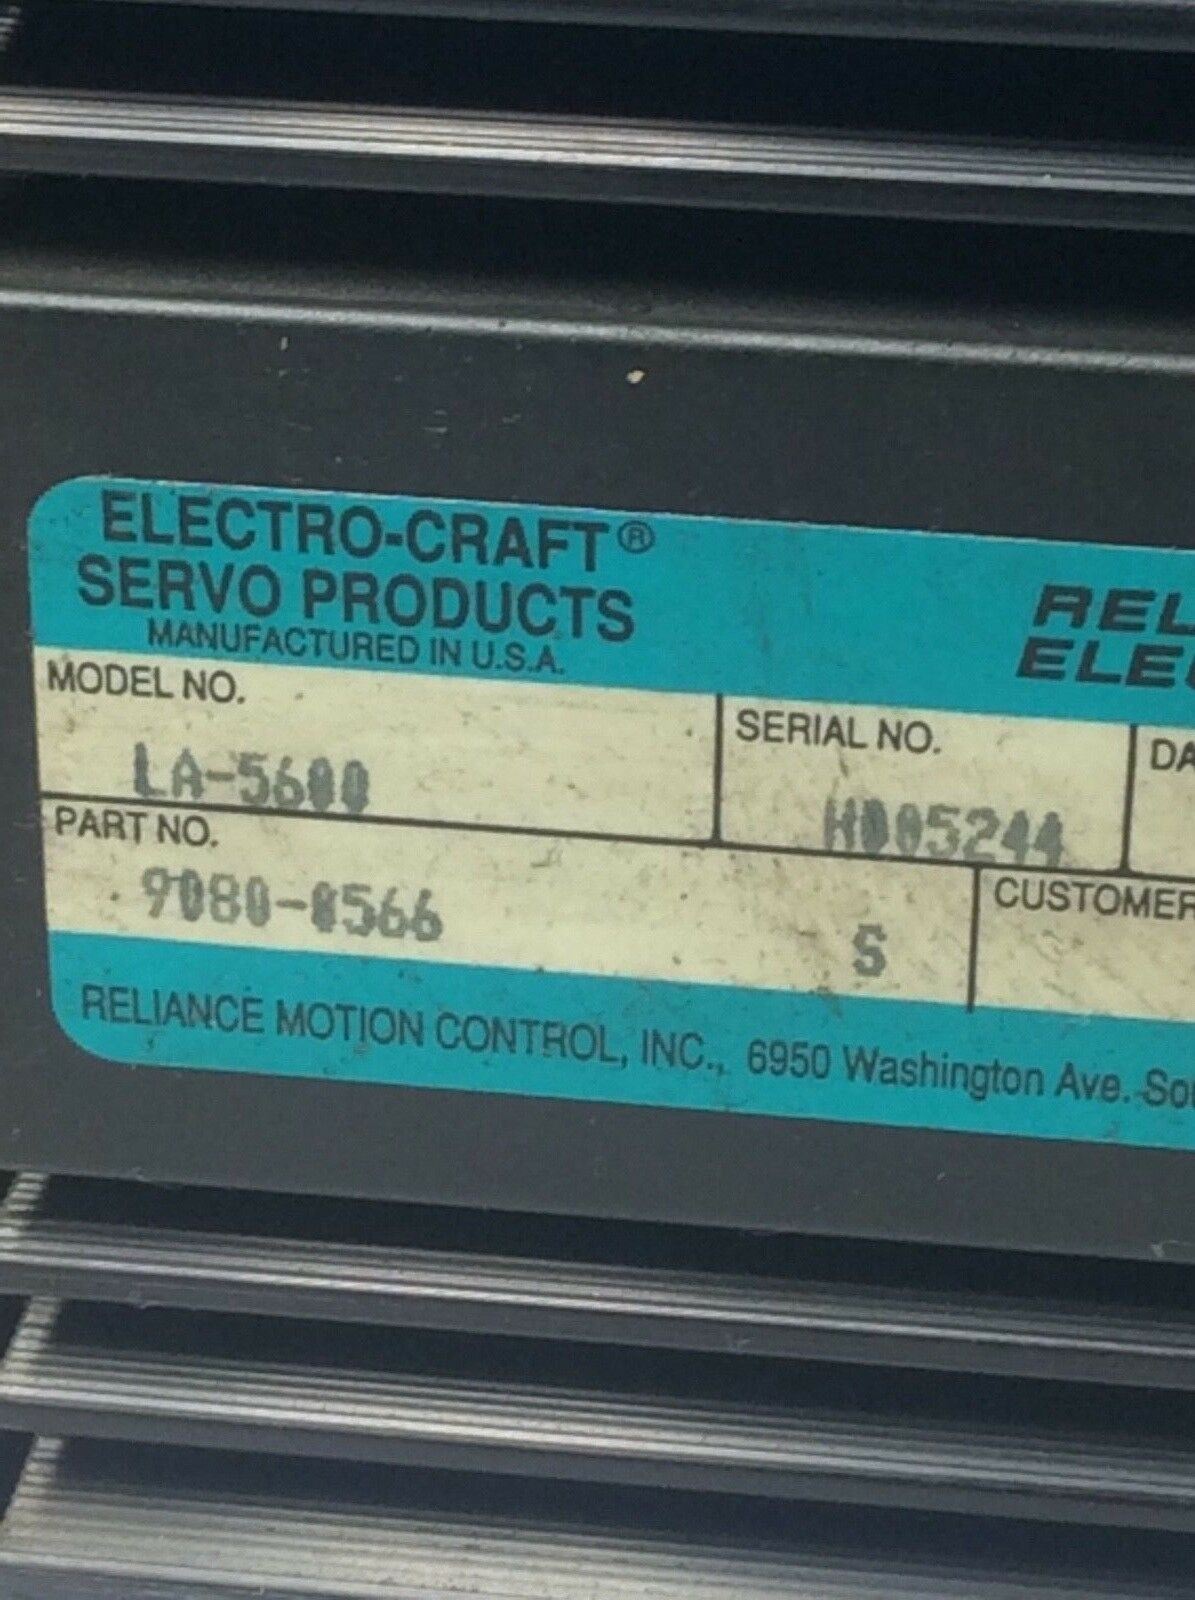 ELECTRO-CRAFT®
SERVO PRODUCTS
MANUFACTURED IN U.S.A.
REL
ELE
MODEL NO.
LA-5600
SERIAL NO.
H005244
DA
PART NO.
9080-0566
S
CUSTOMER
RELIANCE MOTION CONTROL, INC., 6950 Washington Ave. So